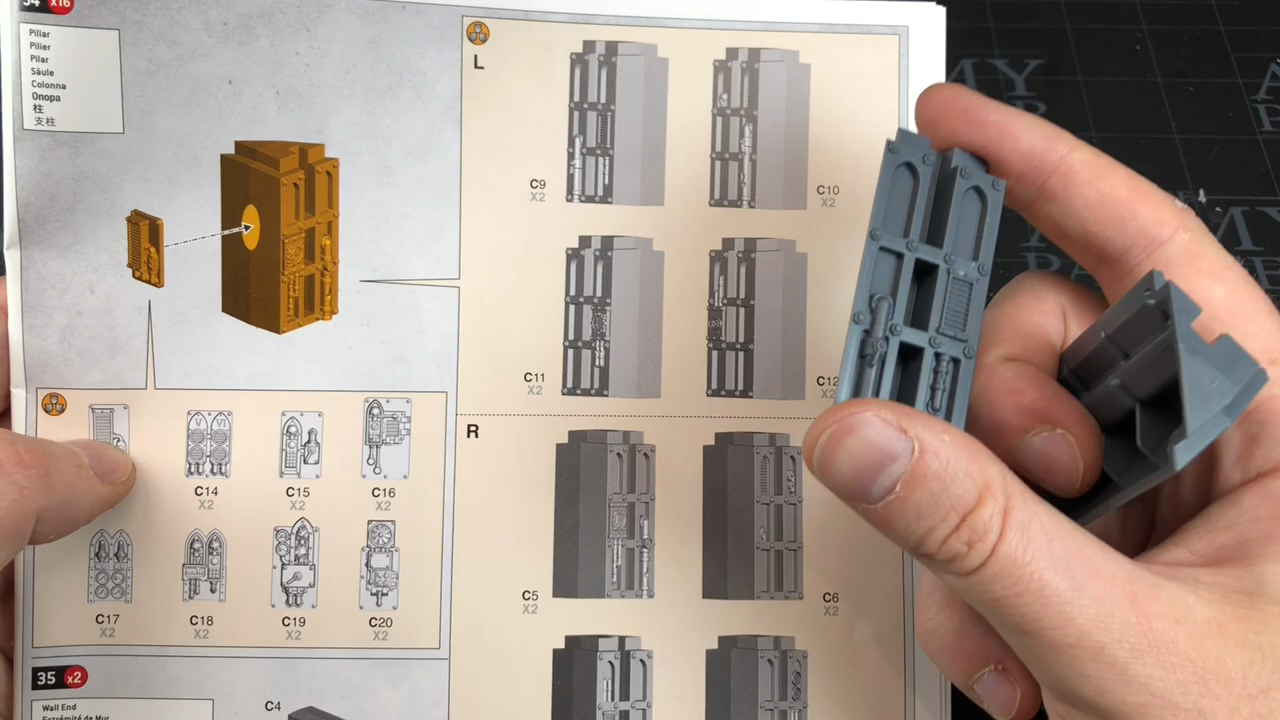 34 x16
Pillar
Pilier
Pilar
Säule
Colonna
Опора
柱
支柱
L
C9
X2
C10
X2
C11
X2
C12
X2
C14
X2
C15
X2
C16
X2
C17
X2
C18
X2
C19
X2
C20
X2
R
C5
X2
C6
X2
35 x2
Wall End
Extrémité de Mur
C4